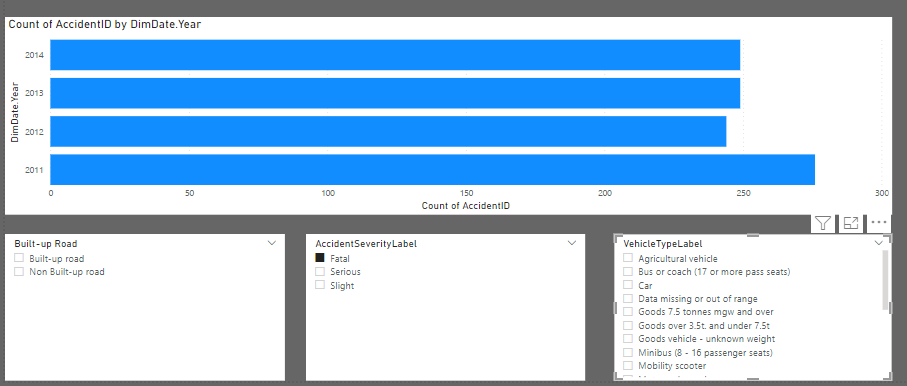 Count of AccidentID by DimDate.Year
DimDate.Year
2014
2013
2012
2011
0 50 100 150 200 250 300
Count of AccidentID
Built-up Road
Built-up road
Non Built-up road
AccidentSeverityLabel
Fatal
Serious
Slight
VehicleTypeLabel
Agricultural vehicle
Bus or coach (17 or more pass seats)
Car
Data missing or out of range
Goods 7.5 tonnes mgw and over
Goods over 3.5t. and under 7.5t
Goods vehicle - unknown weight
Minibus (8 - 16 passenger seats)
Mobility scooter